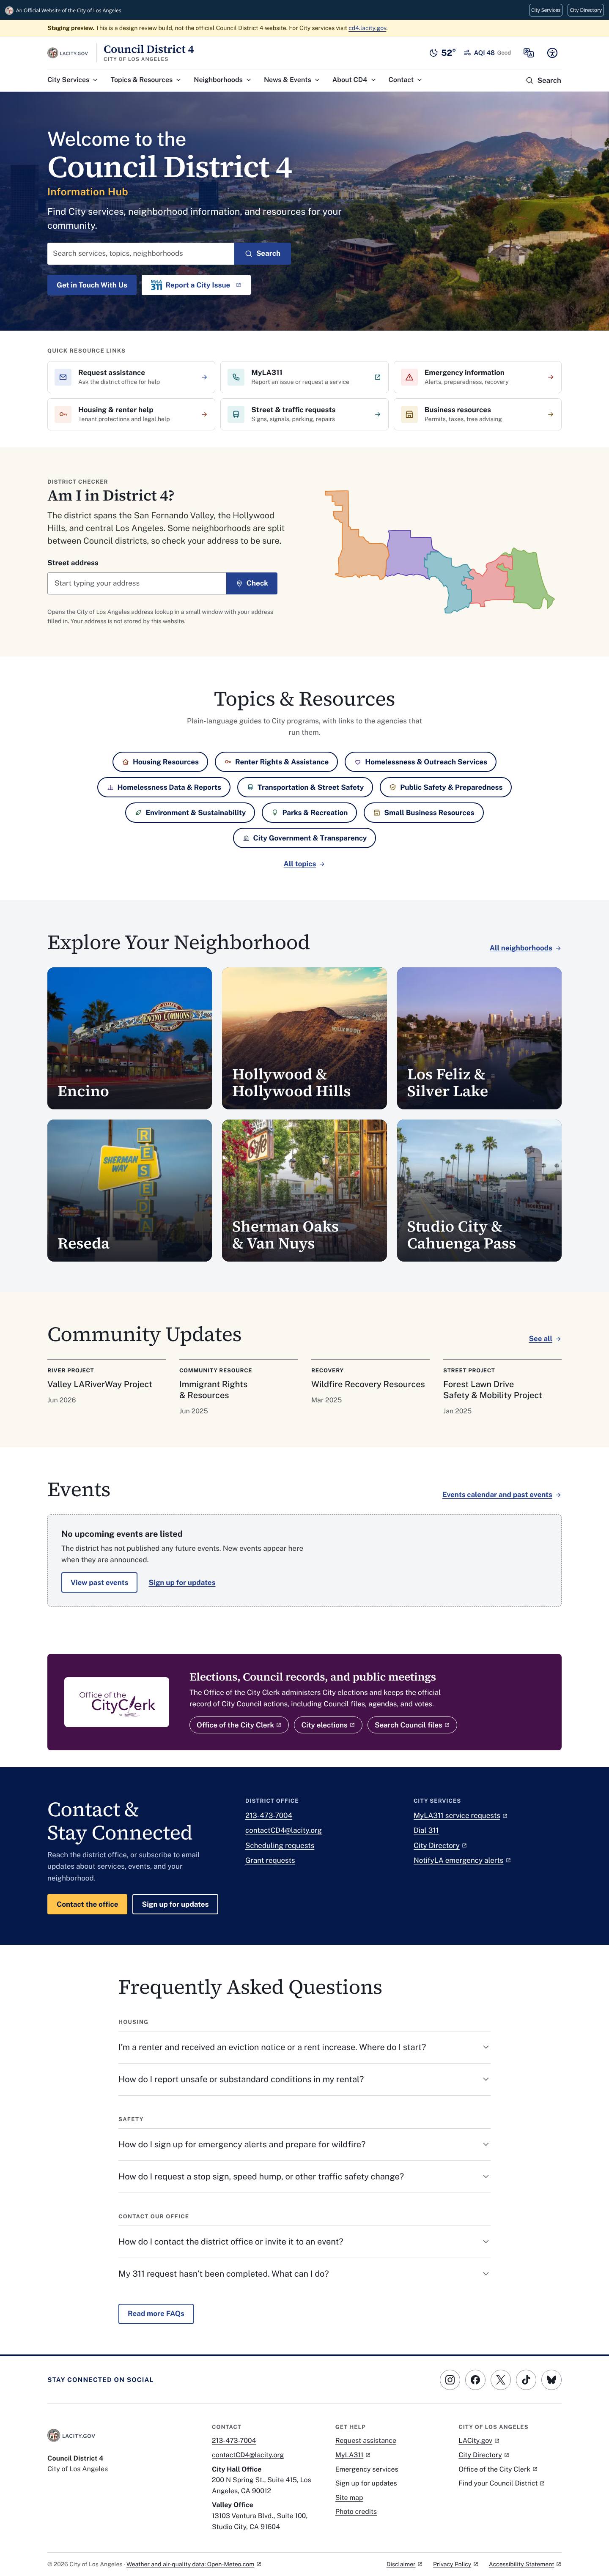 An Official Website of the City of Los Angeles
City Services
City Directory
Staging preview. This is a design review build, not the official Council District 4 website. For City services visit cd4.lacity.gov.
LACITY.GOV
Council District 4
CITY OF LOS ANGELES
52°
AQI 48 Good
City Services
Topics & Resources
Neighborhoods
News & Events
About CD4
Contact
Search
Welcome to the
Council District 4
Information Hub
Find City services, neighborhood information, and resources for your
community.
Search services, topics, neighborhoods
Search
Get in Touch With Us
MyLA 311 Report a City Issue
QUICK RESOURCE LINKS
Request assistance
Ask the district office for help
MyLA311
Report an issue or request a service
Emergency information
Alerts, preparedness, recovery
Housing & renter help
Tenant protections and legal help
Street & traffic requests
Signs, signals, parking, repairs
Business resources
Permits, taxes, free advising
DISTRICT CHECKER
Am I in District 4?
The district spans the San Fernando Valley, the Hollywood
Hills, and central Los Angeles. Some neighborhoods are split
between Council districts, so check your address to be sure.
Street address
Start typing your address
Check
Opens the City of Los Angeles address lookup in a small window with your address
filled in. Your address is not stored by this website.
Topics & Resources
Plain-language guides to City programs, with links to the agencies that
run them.
Housing Resources
Renter Rights & Assistance
Homelessness & Outreach Services
Homelessness Data & Reports
Transportation & Street Safety
Public Safety & Preparedness
Environment & Sustainability
Parks & Recreation
Small Business Resources
City Government & Transparency
All topics
Explore Your Neighborhood
All neighborhoods
ENCINO COMMONS
Encino
HOLLYWOOD
Hollywood &
Hollywood Hills
Los Feliz &
Silver Lake
SHERMAN WAY
RESEDA
Reseda
Café
Sherman Oaks
& Van Nuys
Studio City &
Cahuenga Pass
Community Updates
See all
RIVER PROJECT
Valley LARiverWay Project
Jun 2026
COMMUNITY RESOURCE
Immigrant Rights
& Resources
Jun 2025
RECOVERY
Wildfire Recovery Resources
Mar 2025
STREET PROJECT
Forest Lawn Drive
Safety & Mobility Project
Jan 2025
Events
Events calendar and past events
No upcoming events are listed
The district has not published any future events. New events appear here
when they are announced.
View past events
Sign up for updates
Office of the
CityClerk
Elections, Council records, and public meetings
The Office of the City Clerk administers City elections and keeps the official
record of City Council actions, including Council files, agendas, and votes.
Office of the City Clerk
City elections
Search Council files
Contact &
Stay Connected
Reach the district office, or subscribe to email
updates about services, events, and your
neighborhood.
Contact the office
Sign up for updates
DISTRICT OFFICE
213-473-7004
contactCD4@lacity.org
Scheduling requests
Grant requests
CITY SERVICES
MyLA311 service requests
Dial 311
City Directory
NotifyLA emergency alerts
Frequently Asked Questions
HOUSING
I'm a renter and received an eviction notice or a rent increase. Where do I start?
How do I report unsafe or substandard conditions in my rental?
SAFETY
How do I sign up for emergency alerts and prepare for wildfire?
How do I request a stop sign, speed hump, or other traffic safety change?
CONTACT OUR OFFICE
How do I contact the district office or invite it to an event?
My 311 request hasn't been completed. What can I do?
Read more FAQs
STAY CONNECTED ON SOCIAL
LACITY.GOV
Council District 4
City of Los Angeles
CONTACT
213-473-7004
contactCD4@lacity.org
City Hall Office
200 N Spring St., Suite 415, Los
Angeles, CA 90012
Valley Office
13103 Ventura Blvd., Suite 100,
Studio City, CA 91604
GET HELP
Request assistance
MyLA311
Emergency services
Sign up for updates
Site map
Photo credits
CITY OF LOS ANGELES
LACity.gov
City Directory
Office of the City Clerk
Find your Council District
© 2026 City of Los Angeles · Weather and air-quality data: Open-Meteo.com
Disclaimer
Privacy Policy
Accessibility Statement